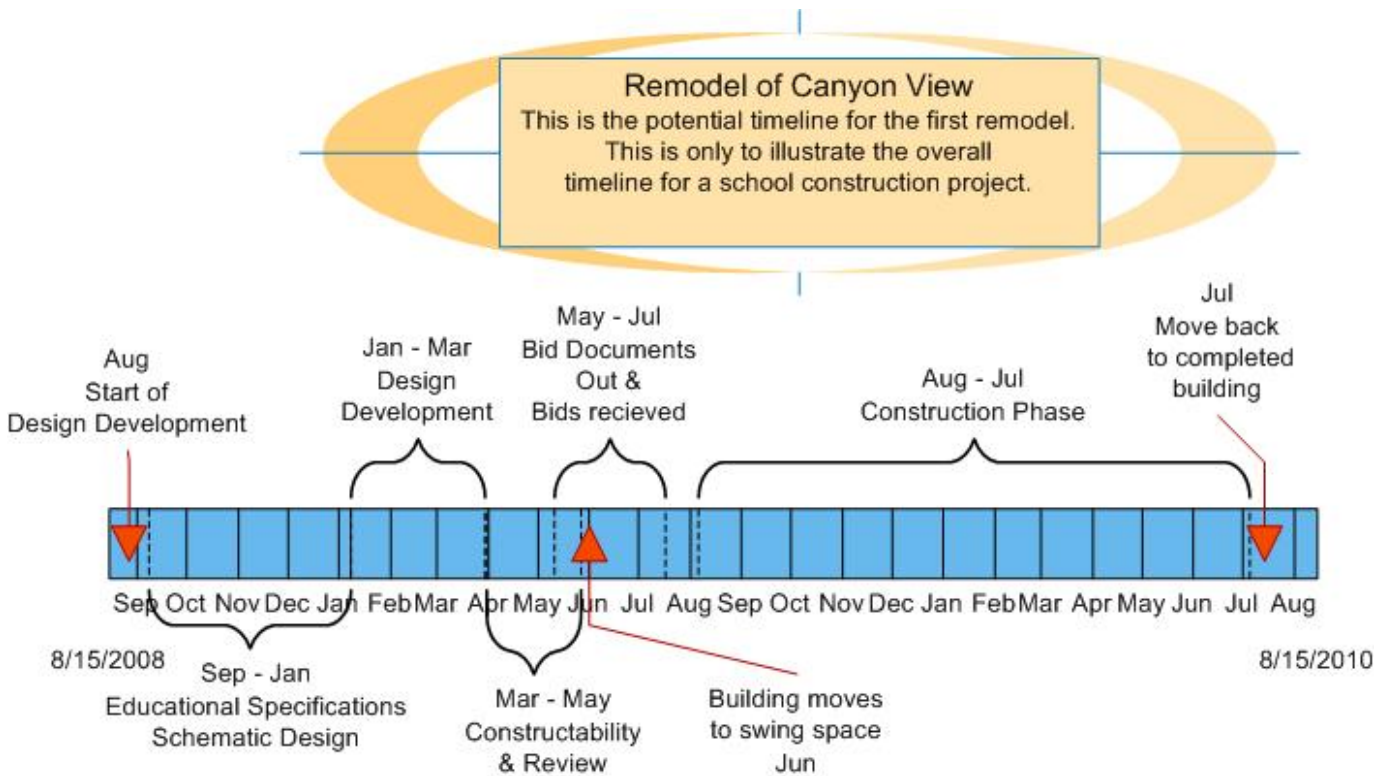 Remodel of Canyon View
This is the potential timeline for the first remodel.
This is only to illustrate the overall
timeline for a school construction project.
Aug
Start of
Design Development
Jan - Mar
Design
Development
May - Jul
Bid Documents
Out &
Bids recieved
Aug - Jul
Construction Phase
Jul
Move back
to completed
building
Sep Oct Nov Dec Jan Feb Mar Apr May Jun Jul Aug Sep Oct Nov Dec Jan Feb Mar Apr May Jun Jul Aug
8/15/2008
8/15/2010
Sep - Jan
Educational Specifications
Schematic Design
Mar - May
Constructability
& Review
Building moves
to swing space
Jun